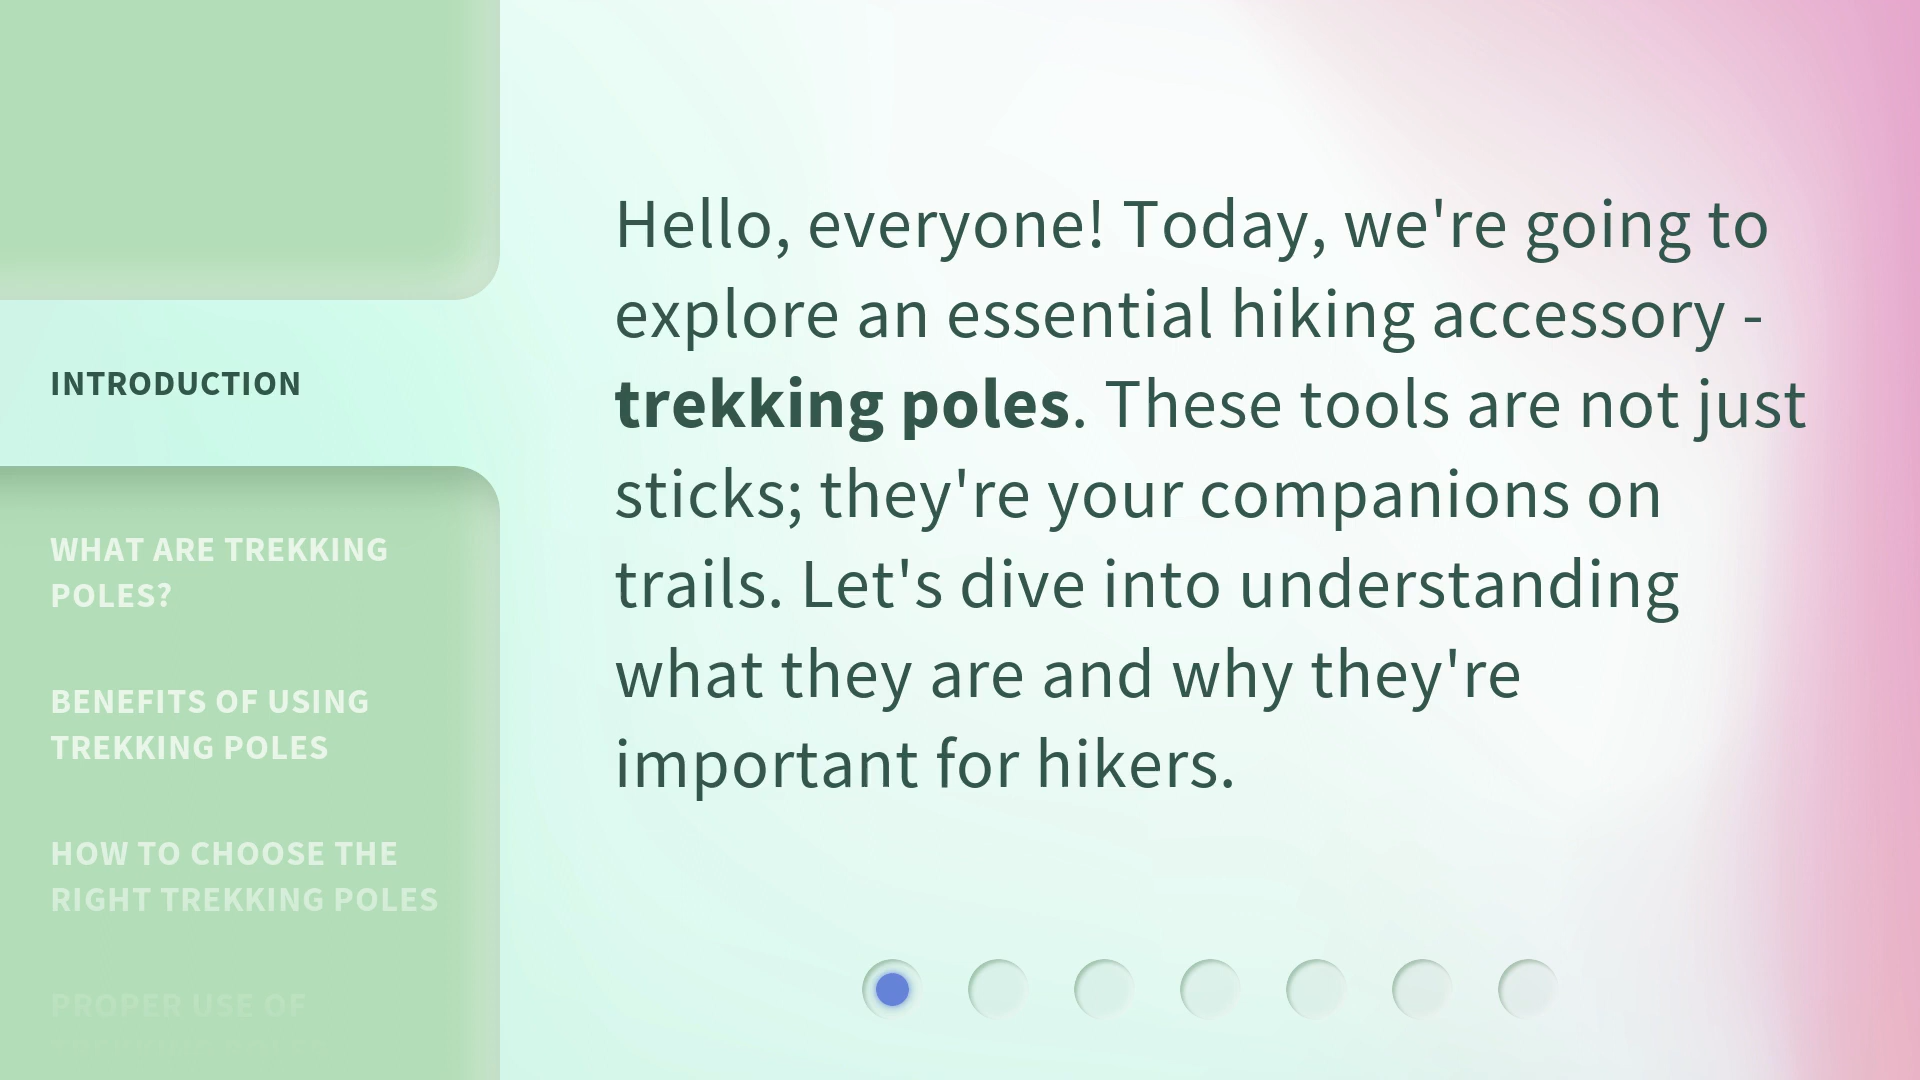 INTRODUCTION
WHAT ARE TREKKING
POLES?
BENEFITS OF USING
TREKKING POLES
HOW TO CHOOSE THE
RIGHT TREKKING POLES
PROPER USE OF
TREKKING POLES
Hello, everyone! Today, we're going to
explore an essential hiking accessory -
trekking poles. These tools are not just
sticks; they're your companions on
trails. Let's dive into understanding
what they are and why they're
important for hikers.